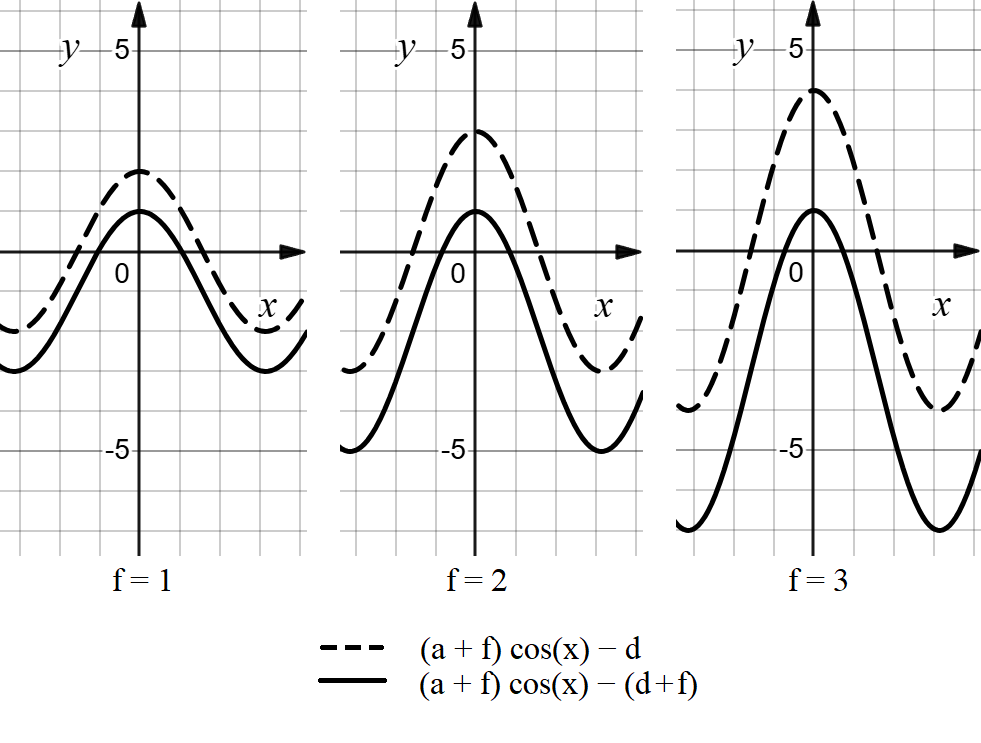 y 5 y 5 y 5
0 0 0
x x x
-5 -5 -5
f = 1 f = 2 f = 3
(a + f) cos(x) − d
(a + f) cos(x) − (d+f)